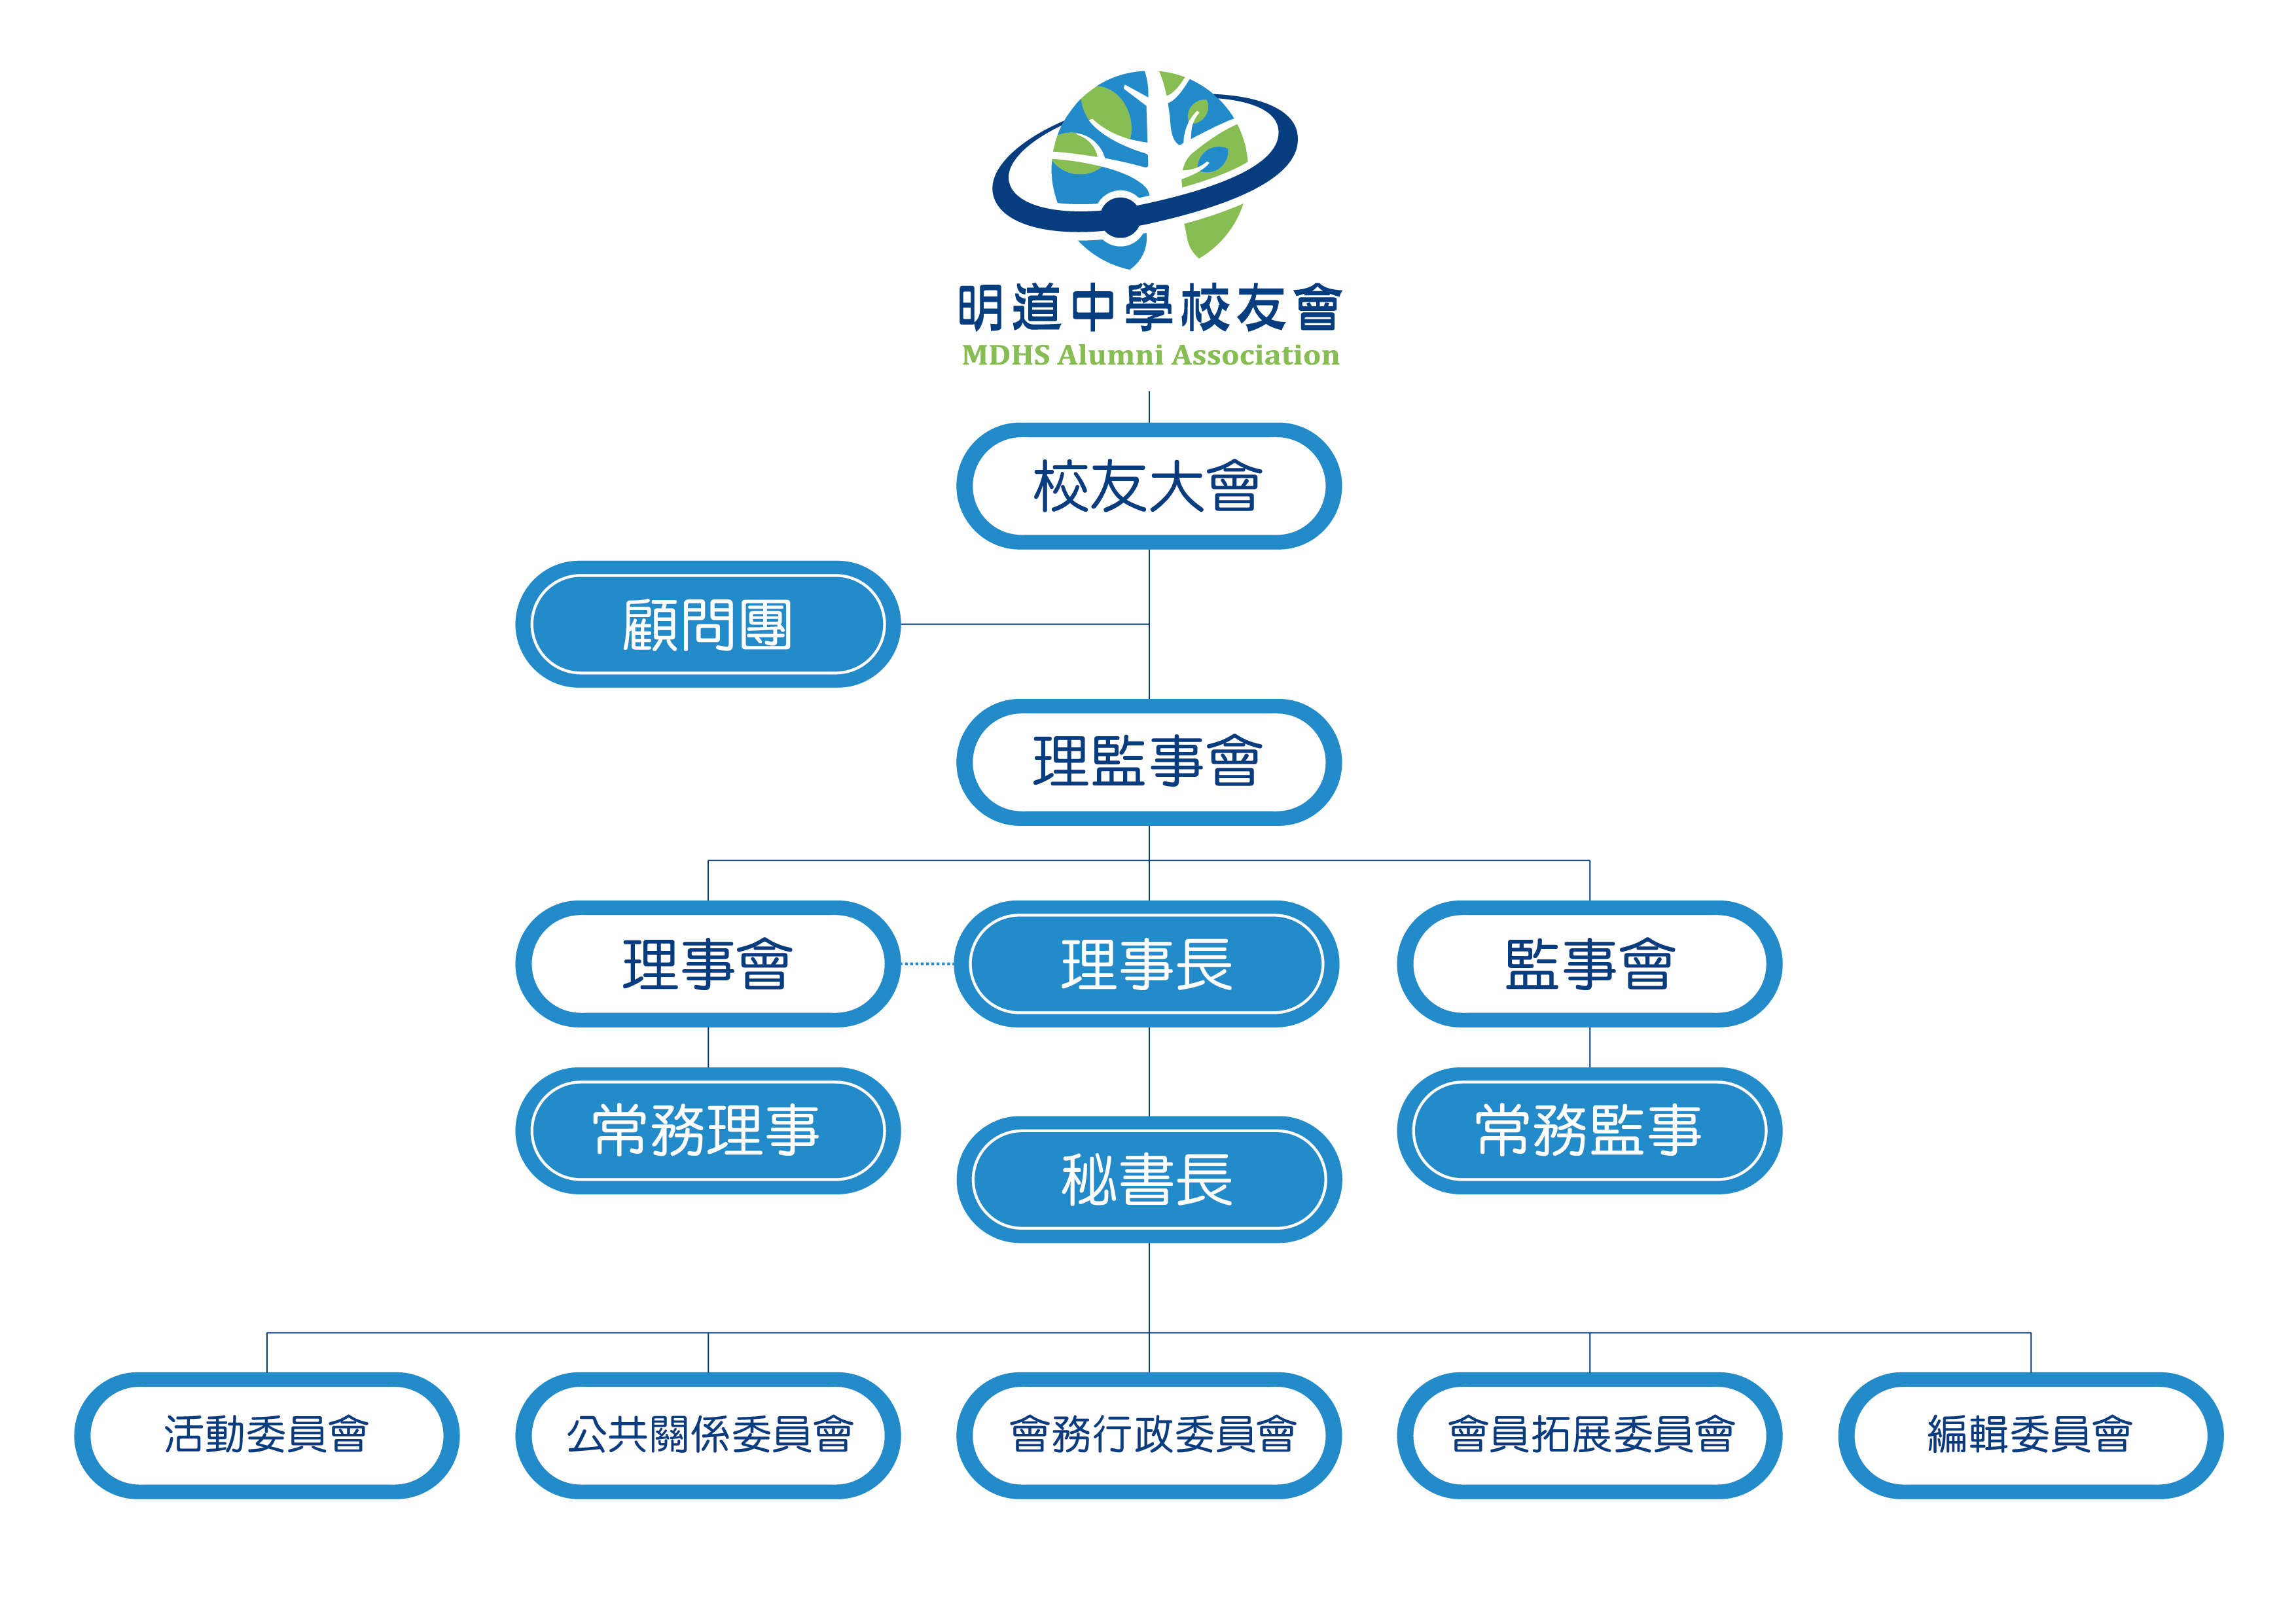 明道中學校友會
MDHS Alumni Association
校友大會
顧問團
理監事會
理事會
理事長
監事會
常務理事
常務監事
秘書長
活動委員會
公共關係委員會
會務行政委員會
會員拓展委員會
編輯委員會